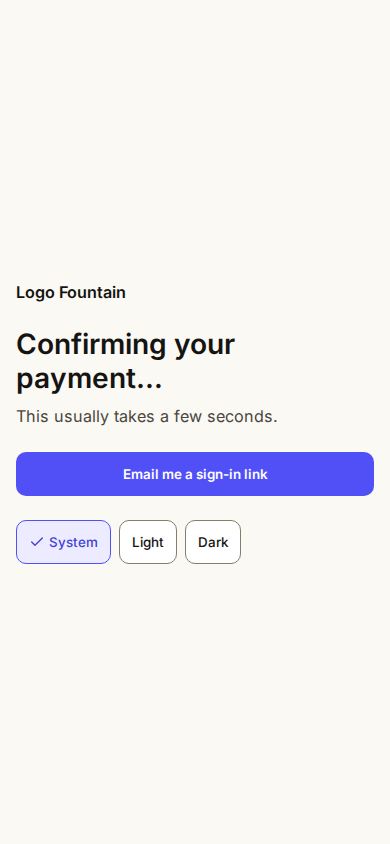 Logo Fountain
Confirming your
payment...
This usually takes a few seconds.
Email me a sign-in link
System Light Dark